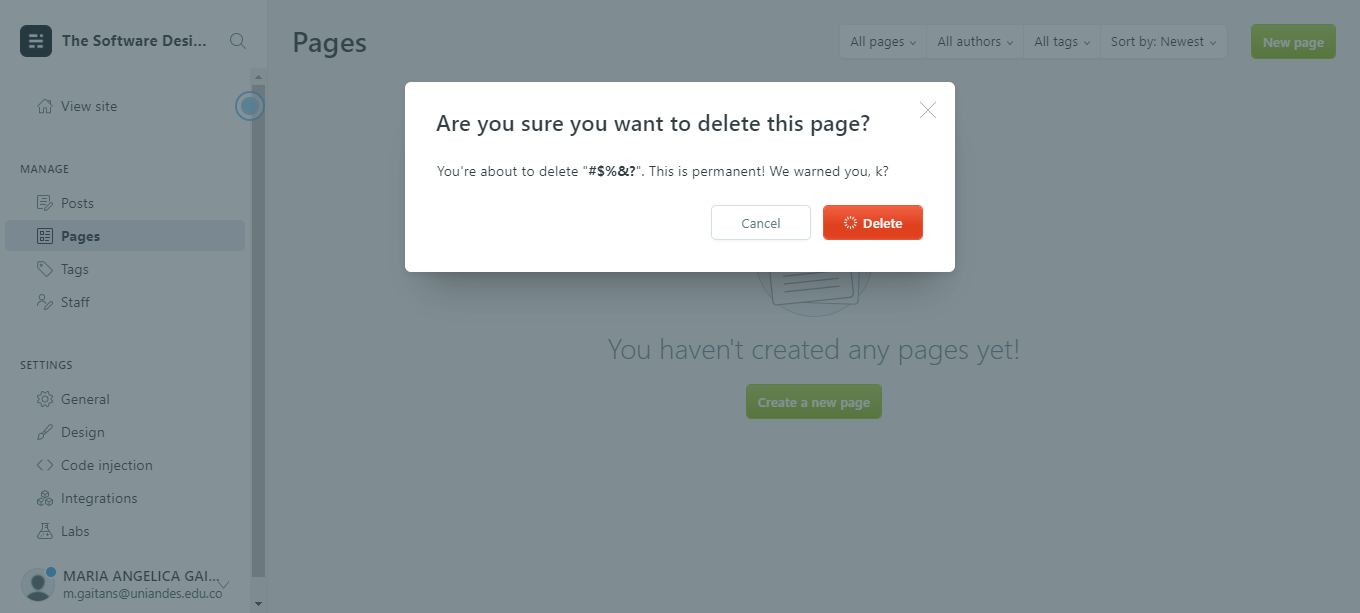 The Software Desi...
View site
MANAGE
Posts
Pages
Tags
Staff
SETTINGS
General
Design
Code injection
Integrations
Labs
MARIA ANGELICA GAI...
m.gaitans@uniandes.edu.co
Pages
All pages
All authors
All tags
Sort by: Newest
New page
Are you sure you want to delete this page?
You're about to delete "#$%&?". This is permanent! We warned you, k?
Cancel
Delete
You haven't created any pages yet!
Create a new page